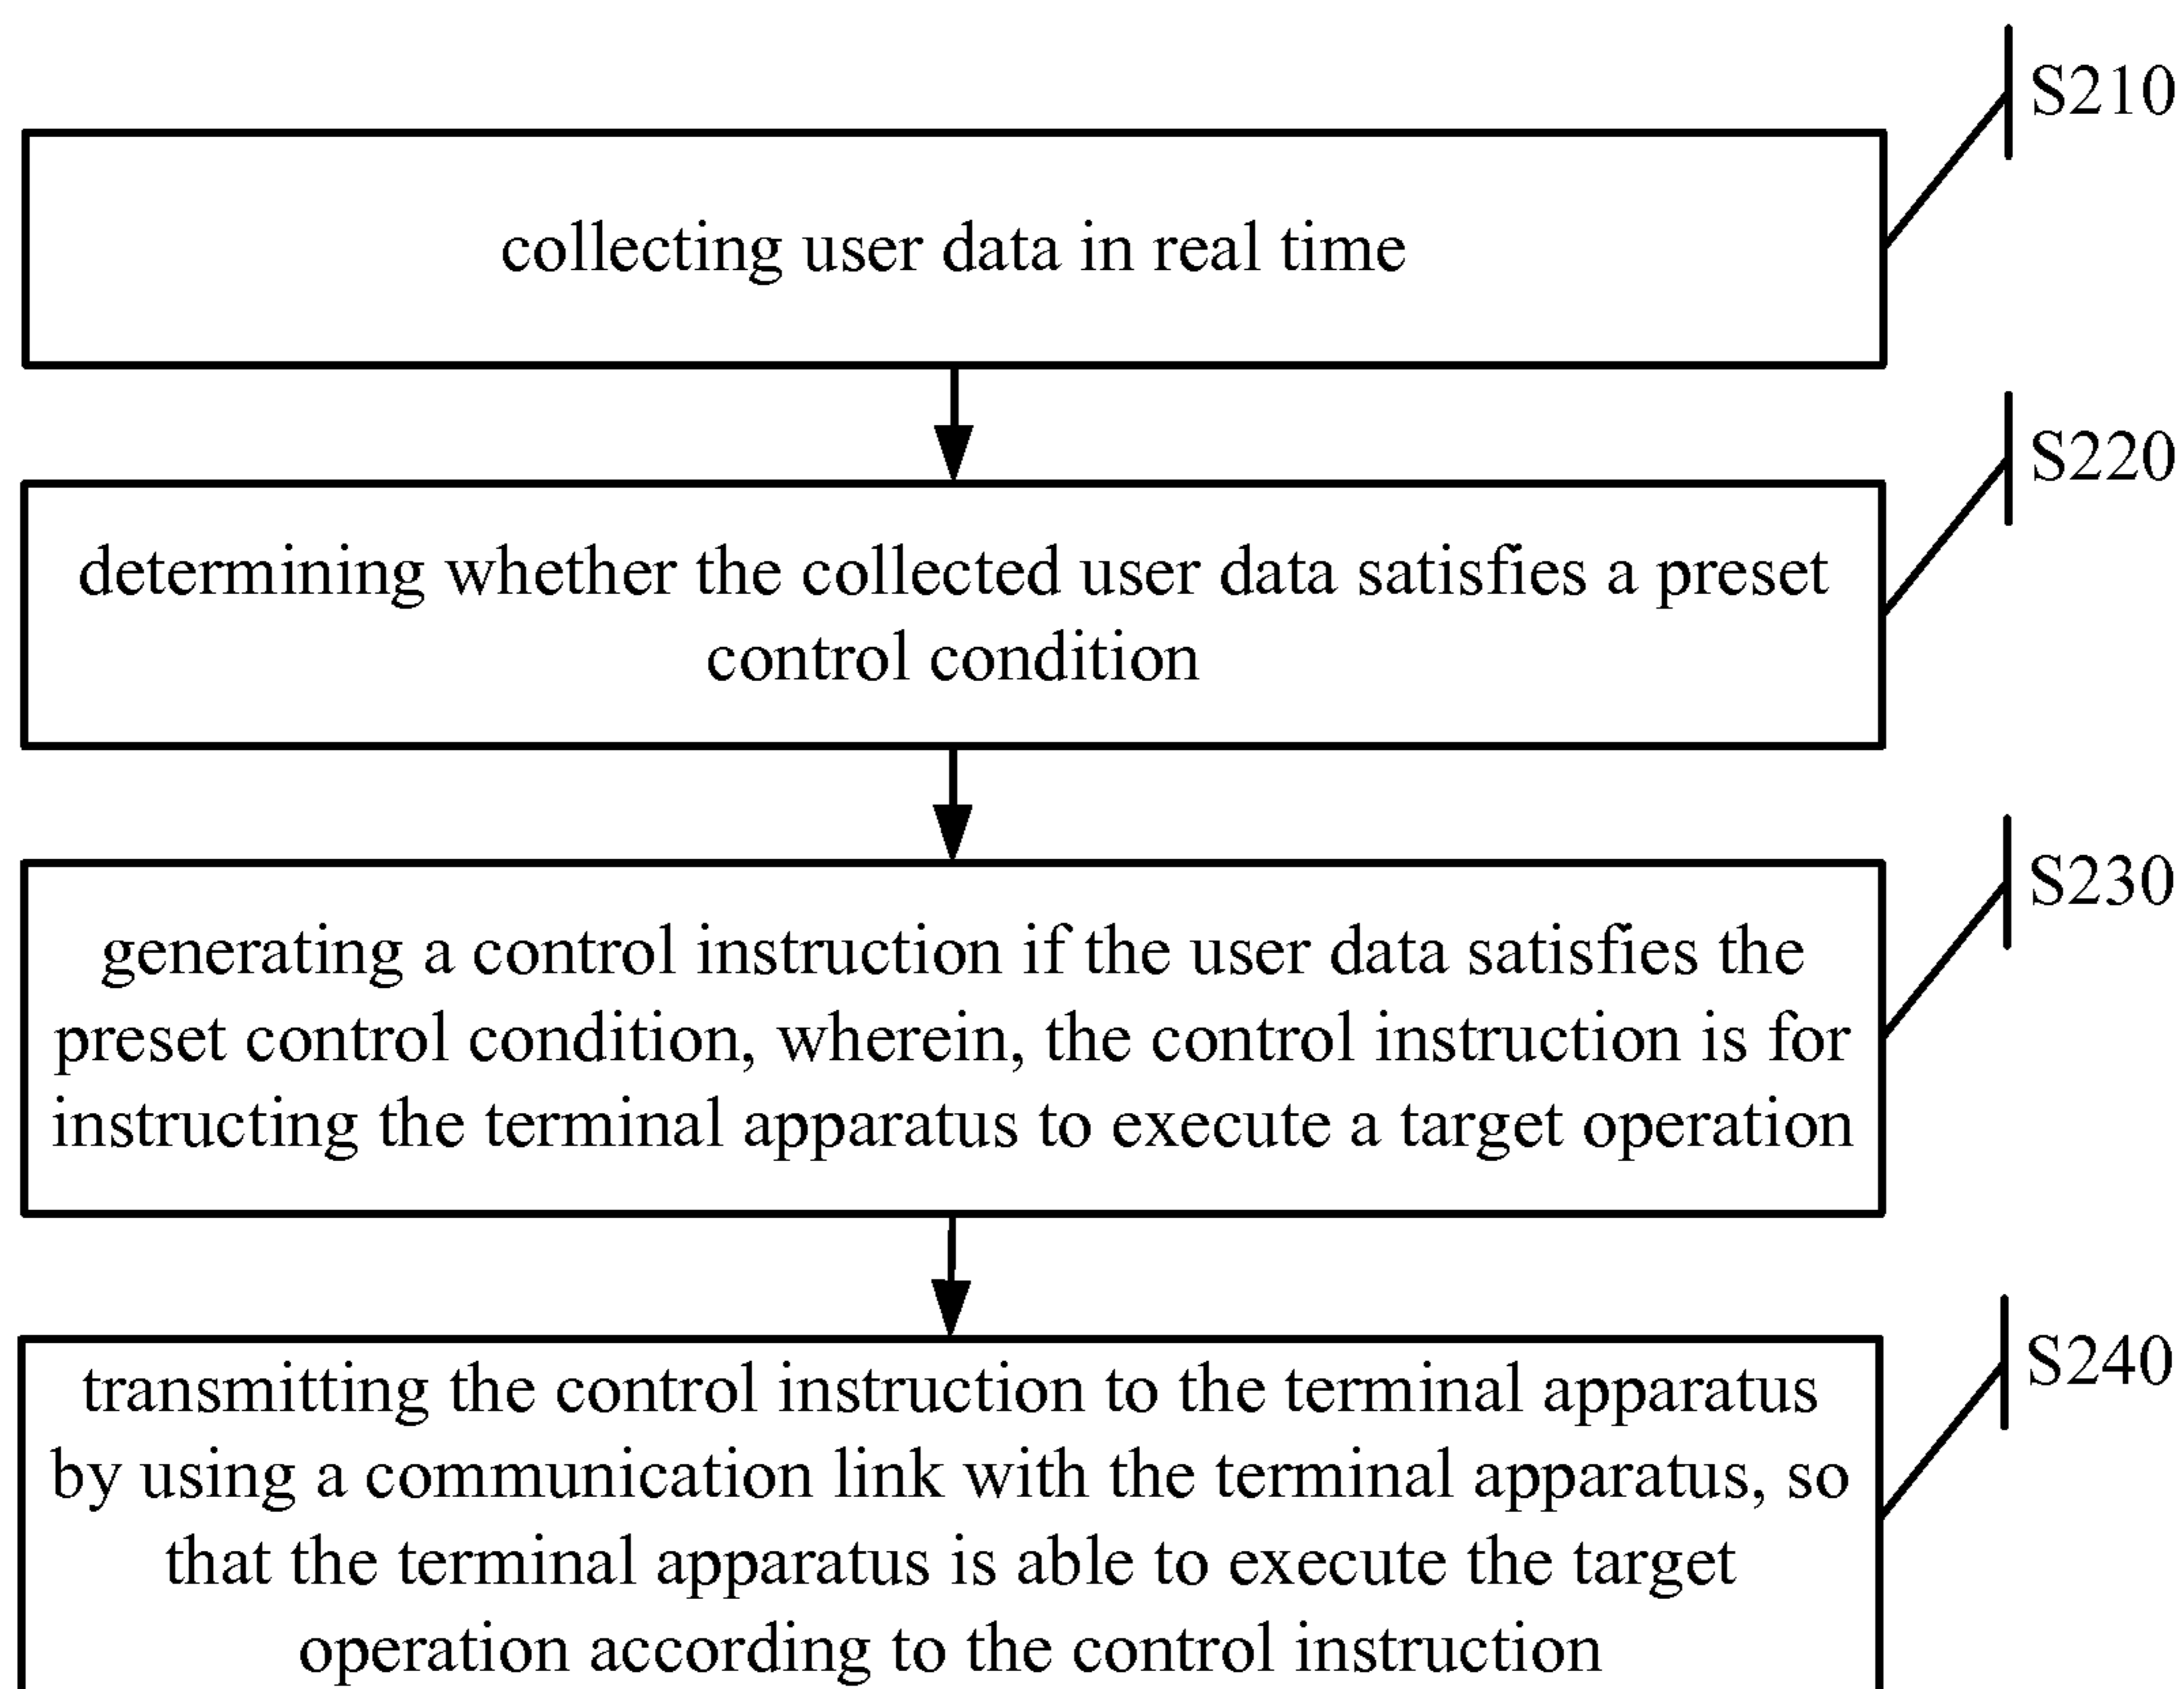 S210
collecting user data in real time
S220
determining whether the collected user data satisfies a preset
control condition
S230
generating a control instruction if the user data satisfies the
preset control condition, wherein, the control instruction is for
instructing the terminal apparatus to execute a target operation
S240
transmitting the control instruction to the terminal apparatus
by using a communication link with the terminal apparatus, so
that the terminal apparatus is able to execute the target
operation according to the control instruction